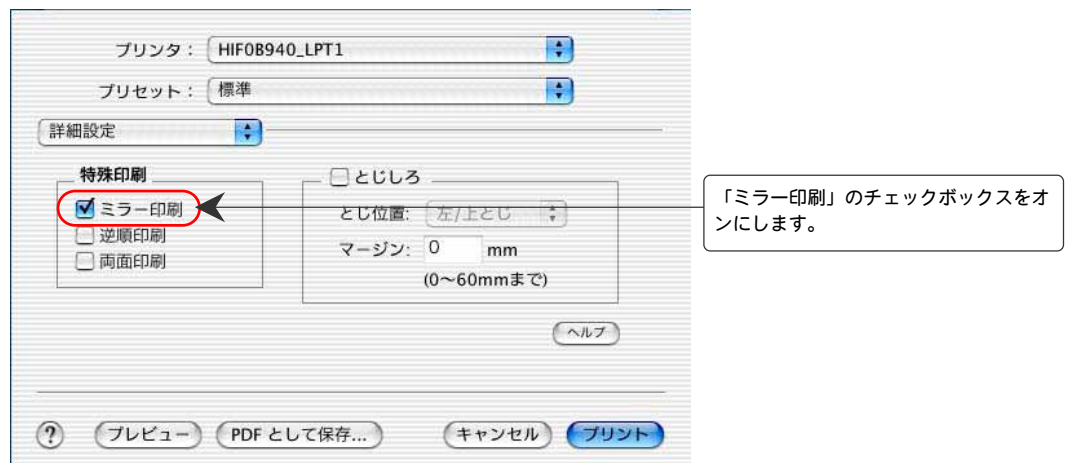 プリンタ： HIF0B940_LPT1
プリセット： 標準
詳細設定
特殊印刷
ミラー印刷
逆順印刷
両面印刷
とじしろ
とじ位置: 左/上とじ
マージン: 0 mm
(0〜60mmまで)
「ミラー印刷」のチェックボックスをオ
ンにします。
ヘルプ
? プレビュー PDF として保存... キャンセル プリント